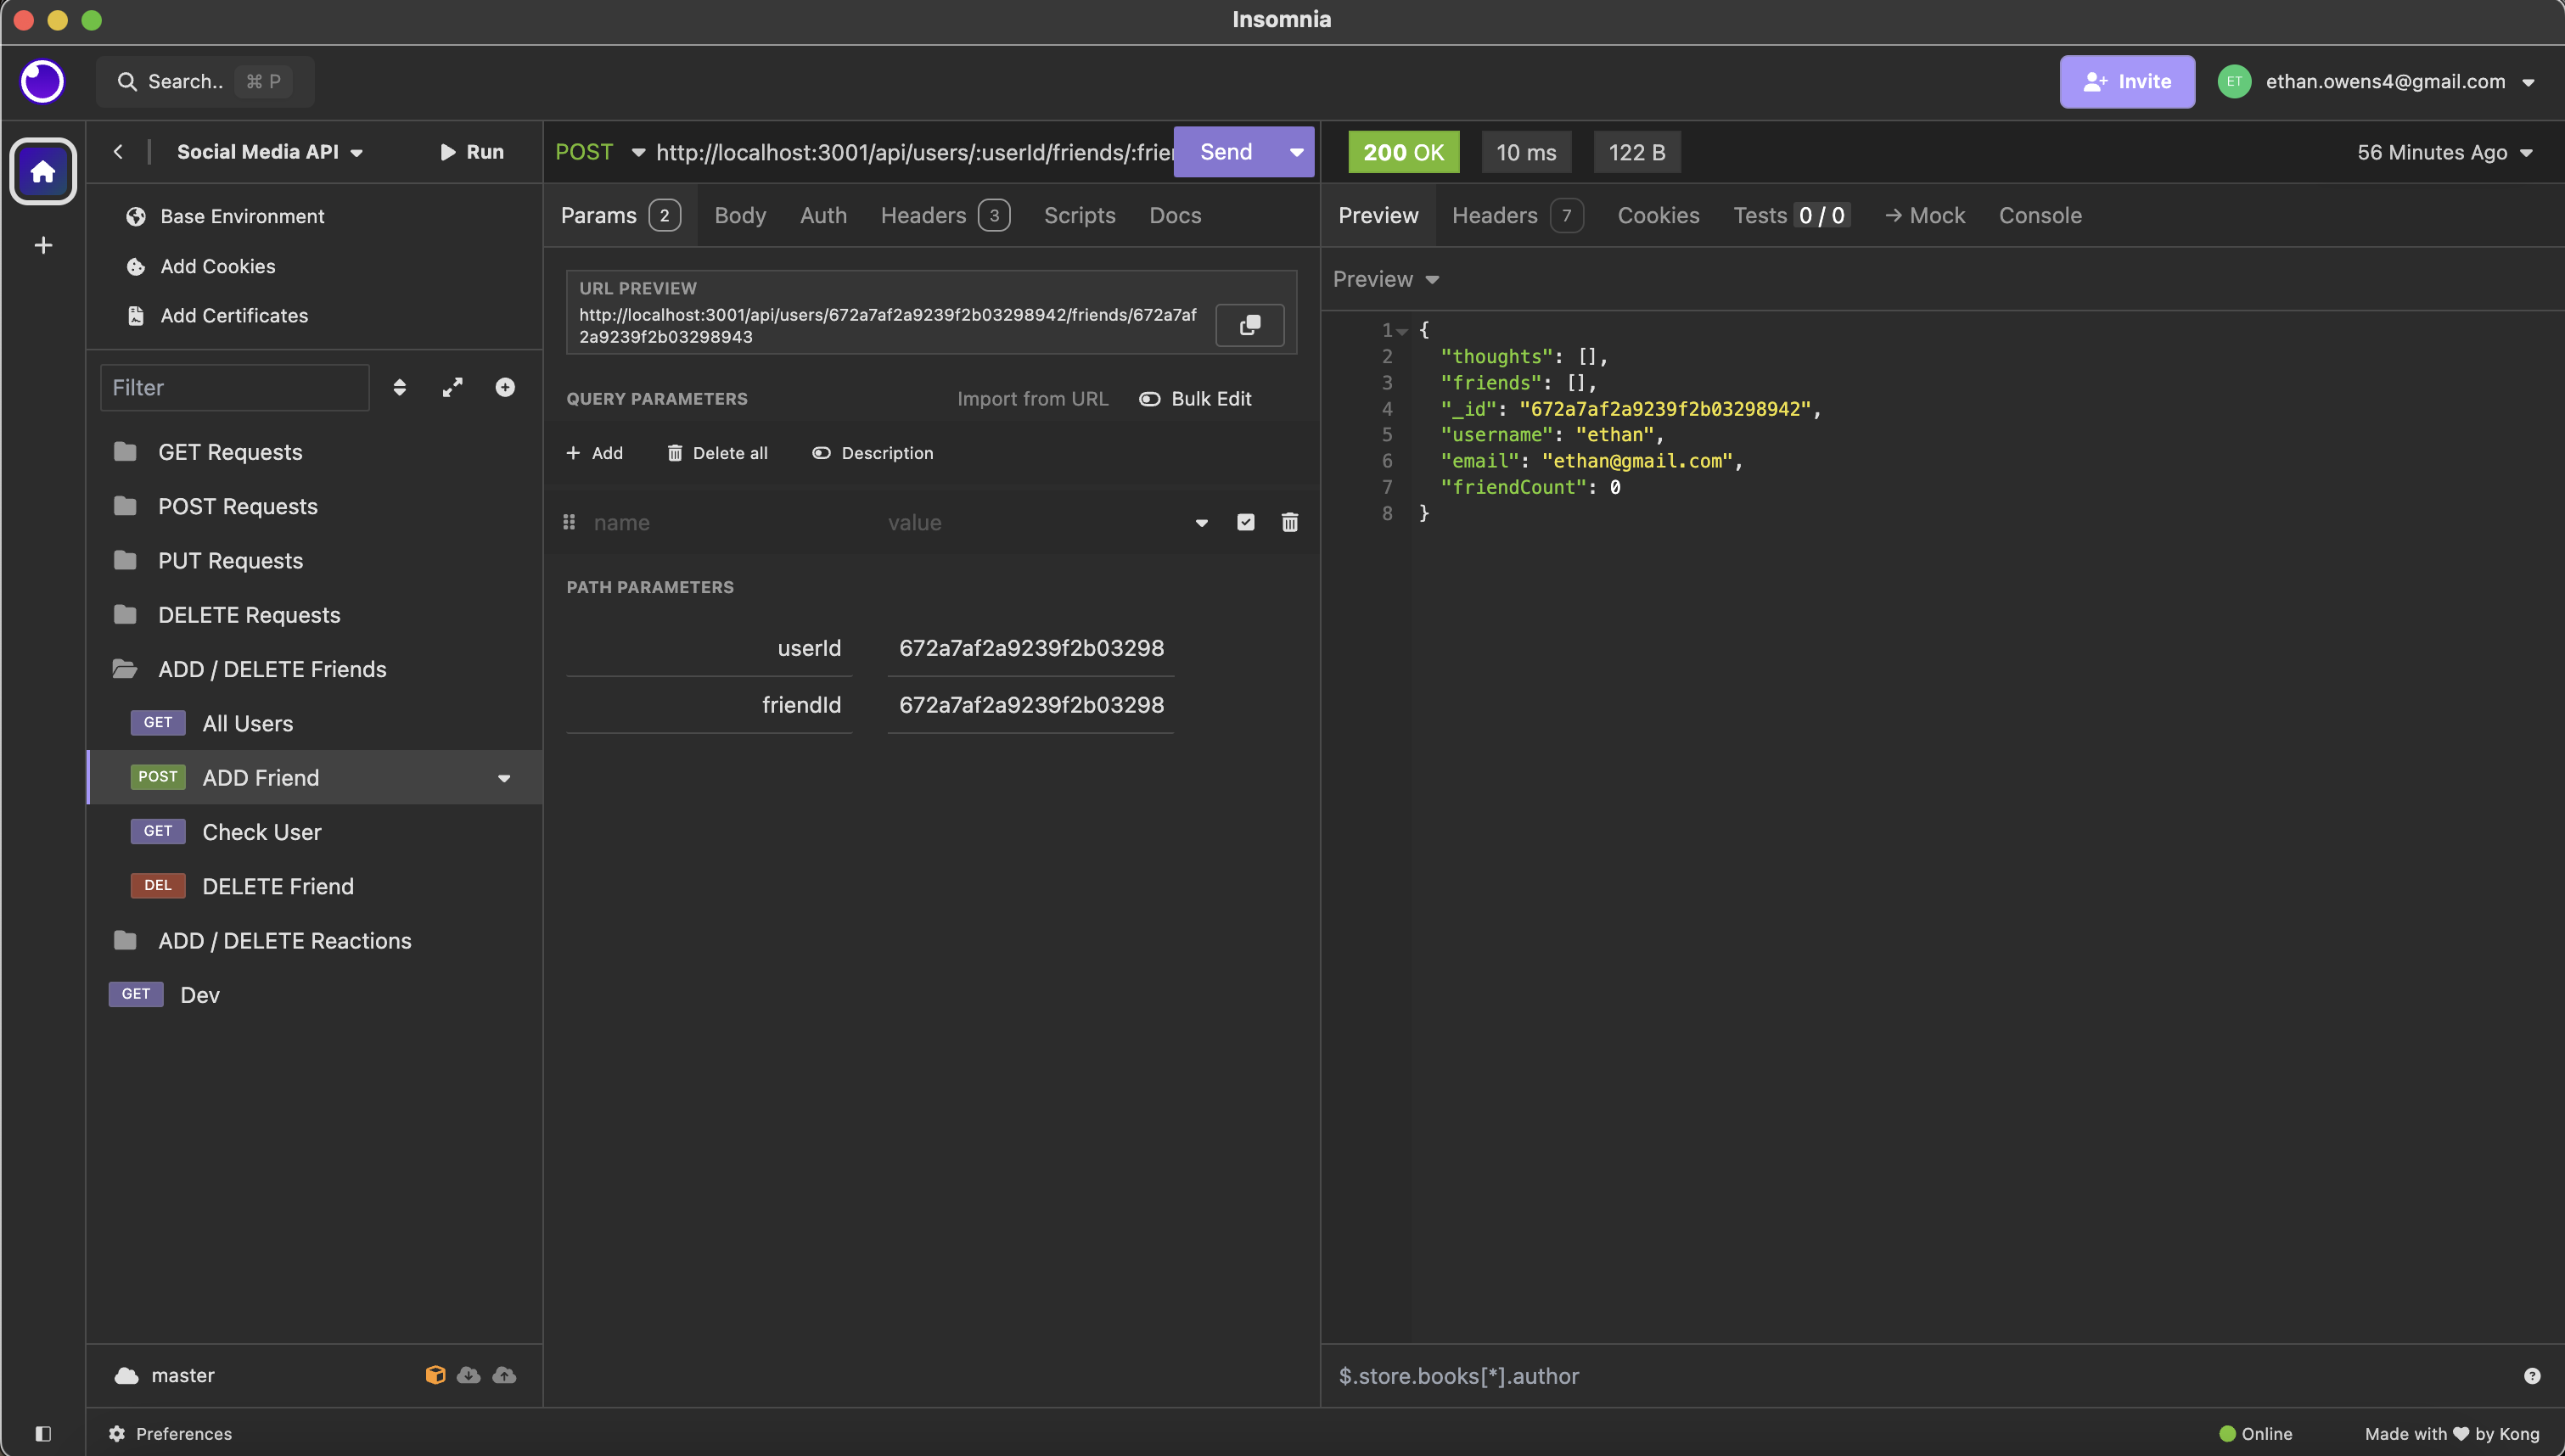 Insomnia
Search.. ⌘ P
Invite
ET
ethan.owens4@gmail.com
Social Media API
Run
Base Environment
Add Cookies
Add Certificates
Filter
GET Requests
POST Requests
PUT Requests
DELETE Requests
ADD / DELETE Friends
GET All Users
POST ADD Friend
GET Check User
DEL DELETE Friend
ADD / DELETE Reactions
GET Dev
master
Preferences
POST http://localhost:3001/api/users/:userId/friends/:frie
Send
Params 2 Body Auth Headers 3 Scripts Docs
URL PREVIEW
http://localhost:3001/api/users/672a7af2a9239f2b03298942/friends/672a7af
2a9239f2b03298943
QUERY PARAMETERS Import from URL Bulk Edit
+ Add Delete all Description
name value
PATH PARAMETERS
userId 672a7af2a9239f2b03298
friendId 672a7af2a9239f2b03298
200 OK 10 ms 122 B 56 Minutes Ago
Preview Headers 7 Cookies Tests 0 / 0 → Mock Console
Preview
1 {
2 "thoughts": [],
3 "friends": [],
4 "_id": "672a7af2a9239f2b03298942",
5 "username": "ethan",
6 "email": "ethan@gmail.com",
7 "friendCount": 0
8 }
$.store.books[*].author
Online
Made with ♥ by Kong